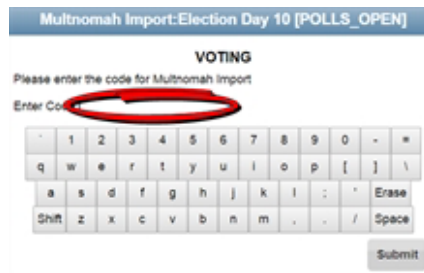 Multnomah Import:Election Day 10 [POLLS_OPEN]
VOTING
Please enter the code for Multnomah Import
Enter Co
` 1 2 3 4 5 6 7 8 9 0 - =
q w e r t y u i o p [ ] \
a s d f g h j k l ; ' Erase
Shift z x c v b n m , . / Space
Submit